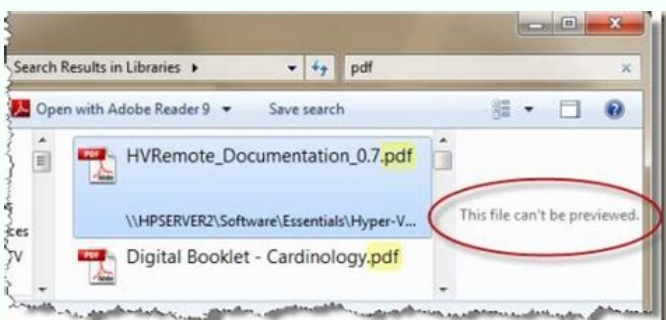 Search Results in Libraries
pdf
Open with Adobe Reader 9
Save search
HVRemote_Documentation_0.7.pdf
\\HPSERVER2\Software\Essentials\Hyper-V...
This file can't be previewed.
ces
TV
Digital Booklet - Cardinology.pdf